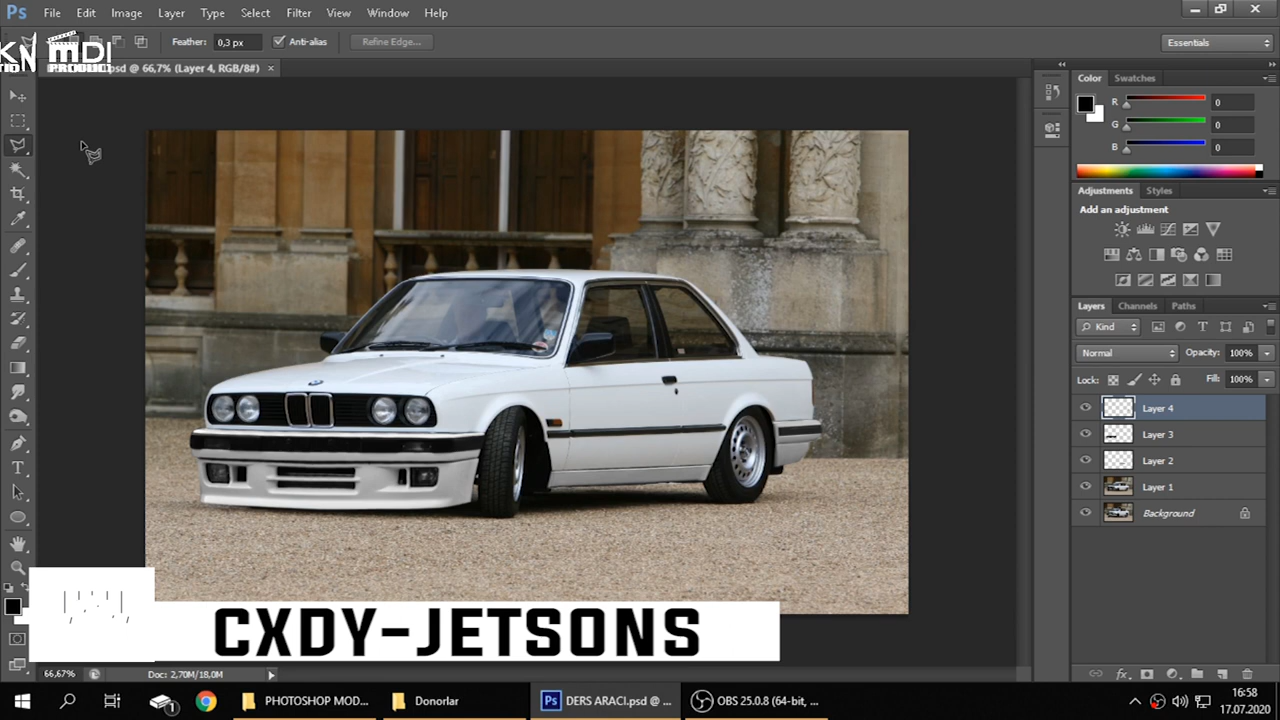 Ps File Edit Image Layer Type Select Filter View Window Help
Feather: 0,3 px Anti-alias Refine Edge... Essentials
.psd @ 66,7% (Layer 4, RGB/8#) ×
Color Swatches
R 0
G 0
B 0
Adjustments Styles
Add an adjustment
Layers Channels Paths
Kind
Normal Opacity: 100%
Lock: Fill: 100%
Layer 4
Layer 3
Layer 2
Layer 1
Background
CXDY-JETSONS
66,67% Doc: 2,70M/18,0M
1 PHOTOSHOP MOD... Donorlar Ps DERS ARACI.psd @ ... OBS 25.0.8 (64-bit, ...
16:58
17.07.2020